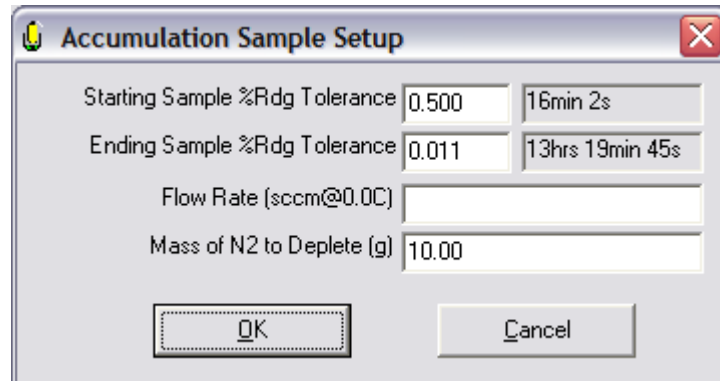 Accumulation Sample Setup
Starting Sample %Rdg Tolerance 0.500 16min 2s
Ending Sample %Rdg Tolerance 0.011 13hrs 19min 45s
Flow Rate (sccm@0.0C)
Mass of N2 to Deplete (g) 10.00
OK Cancel